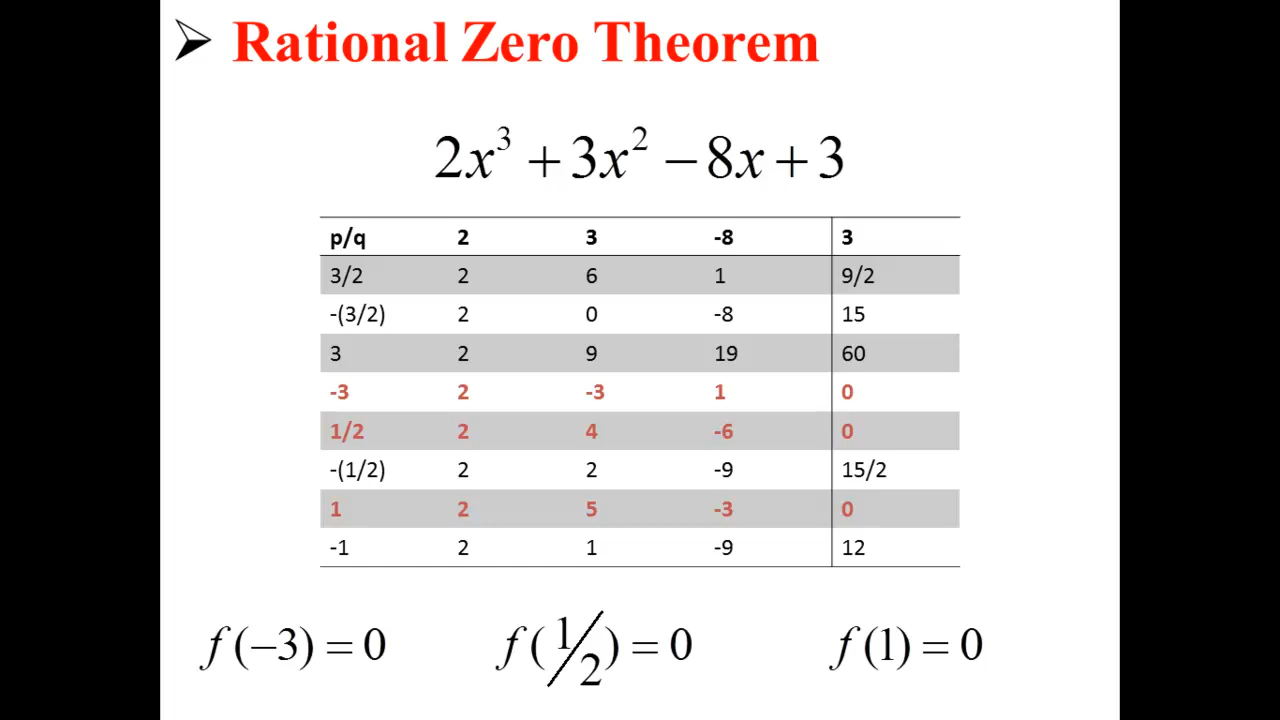 ➢ Rational Zero Theorem
2x³ + 3x² − 8x + 3
p/q 2 3 -8 3
3/2 2 6 1 9/2
-(3/2) 2 0 -8 15
3 2 9 19 60
-3 2 -3 1 0
1/2 2 4 -6 0
-(1/2) 2 2 -9 15/2
1 2 5 -3 0
-1 2 1 -9 12
f(−3) = 0 f(1/2) = 0 f(1) = 0